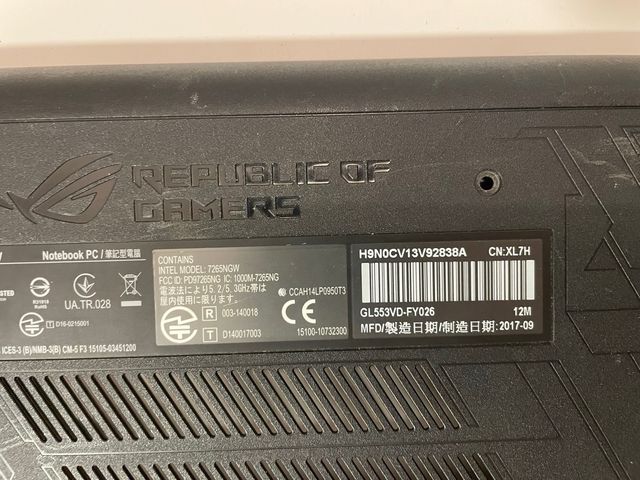 REPUBLIC OF
GAMERS
Notebook PC / 筆記型電腦
UA.TR.028
D16-0215001
ICES-3 (B)/NMB-3(B) CM-5 F3 15105-03451200
CONTAINS
INTEL MODEL: 7265NGW
FCC ID: PD97265NG IC: 1000M-7265NG
電波法により5.2/5.3GHz帯は
屋内使用に限ります.
CCAH14LP0950T3
R 003-140018
T D140017003
CE
15100-10732300
H9N0CV13V92838A CN:XL7H
GL553VD-FY026 12M
MFD/製造日期/制造日期: 2017-09